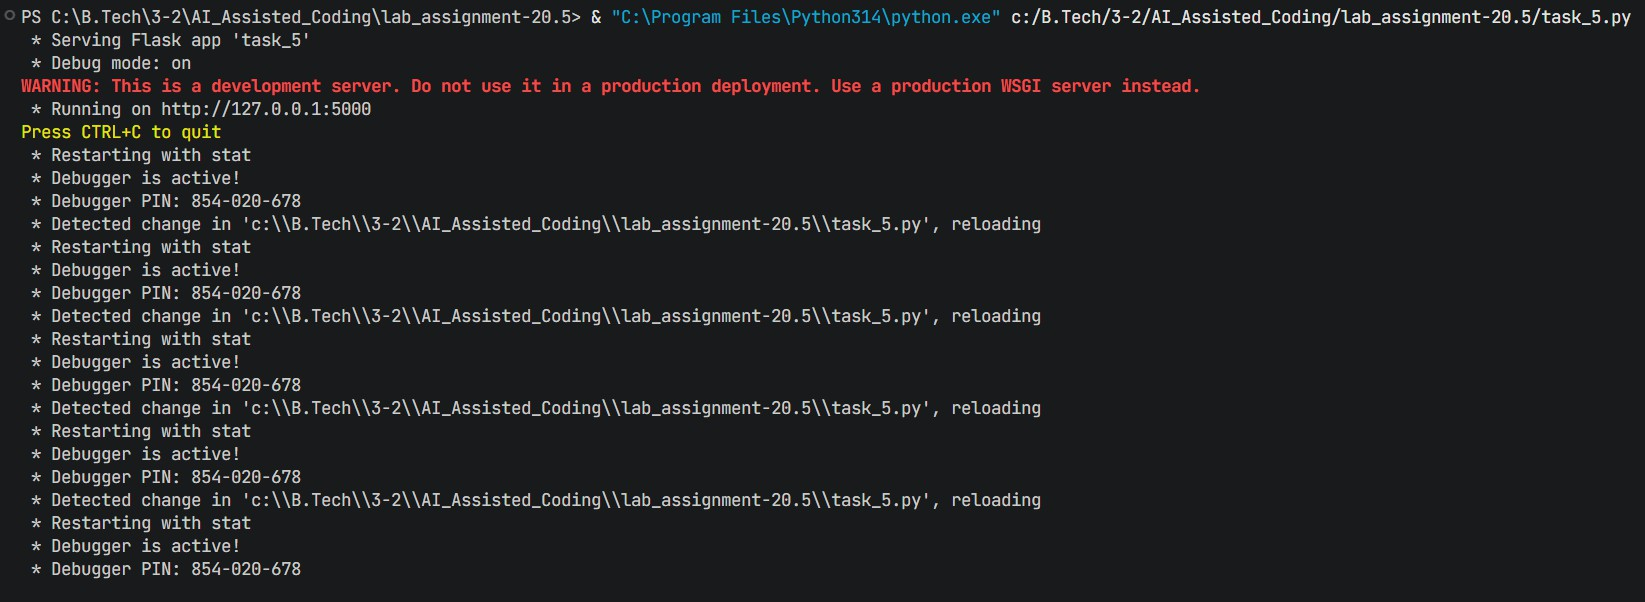 PS C:\B.Tech\3-2\AI_Assisted_Coding\lab_assignment-20.5> & "C:\Program Files\Python314\python.exe" c:/B.Tech/3-2/AI_Assisted_Coding/lab_assignment-20.5/task_5.py
 * Serving Flask app 'task_5'
 * Debug mode: on
WARNING: This is a development server. Do not use it in a production deployment. Use a production WSGI server instead.
 * Running on http://127.0.0.1:5000
Press CTRL+C to quit
 * Restarting with stat
 * Debugger is active!
 * Debugger PIN: 854-020-678
 * Detected change in 'c:\\B.Tech\\3-2\\AI_Assisted_Coding\\lab_assignment-20.5\\task_5.py', reloading
 * Restarting with stat
 * Debugger is active!
 * Debugger PIN: 854-020-678
 * Detected change in 'c:\\B.Tech\\3-2\\AI_Assisted_Coding\\lab_assignment-20.5\\task_5.py', reloading
 * Restarting with stat
 * Debugger is active!
 * Debugger PIN: 854-020-678
 * Detected change in 'c:\\B.Tech\\3-2\\AI_Assisted_Coding\\lab_assignment-20.5\\task_5.py', reloading
 * Restarting with stat
 * Debugger is active!
 * Debugger PIN: 854-020-678
 * Detected change in 'c:\\B.Tech\\3-2\\AI_Assisted_Coding\\lab_assignment-20.5\\task_5.py', reloading
 * Restarting with stat
 * Debugger is active!
 * Debugger PIN: 854-020-678